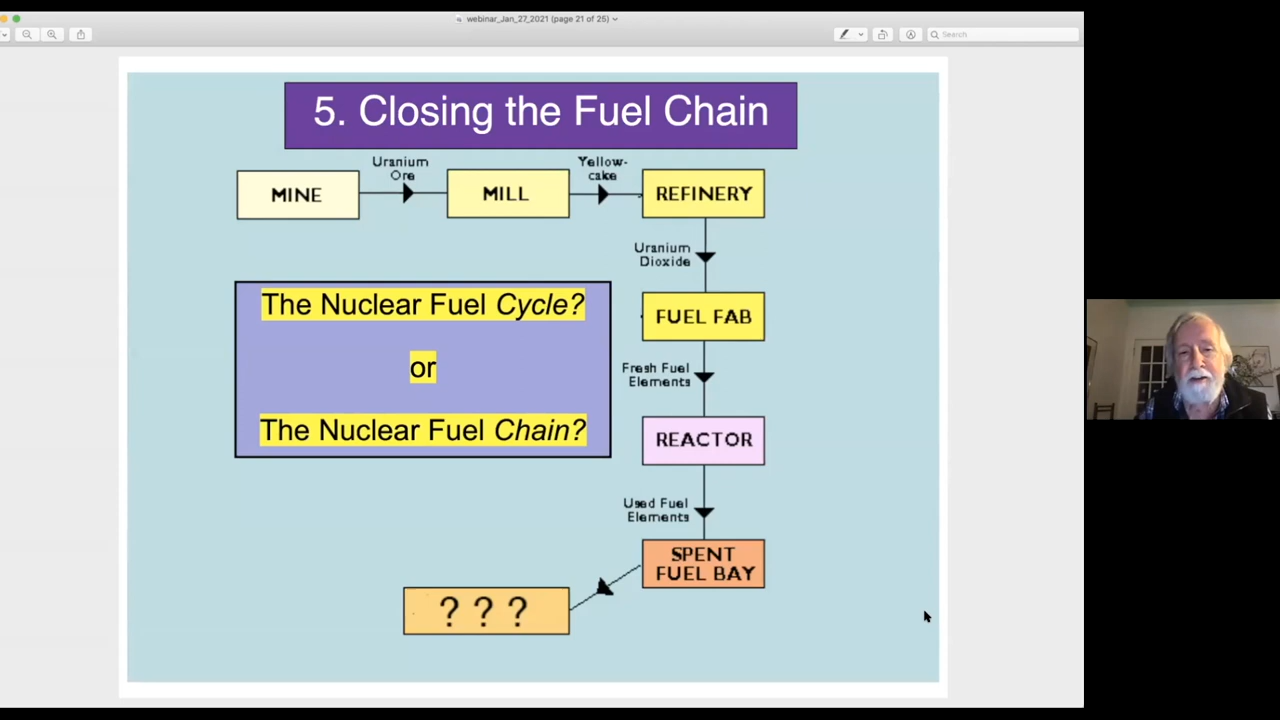 webinar_Jan_27_2021 (page 21 of 25)
Search
5. Closing the Fuel Chain
Uranium
Ore
Yellow-
cake
MINE
MILL
REFINERY
Uranium
Dioxide
The Nuclear Fuel Cycle?
or
The Nuclear Fuel Chain?
FUEL FAB
Fresh Fuel
Elements
REACTOR
Used Fuel
Elements
SPENT
FUEL BAY
? ? ?